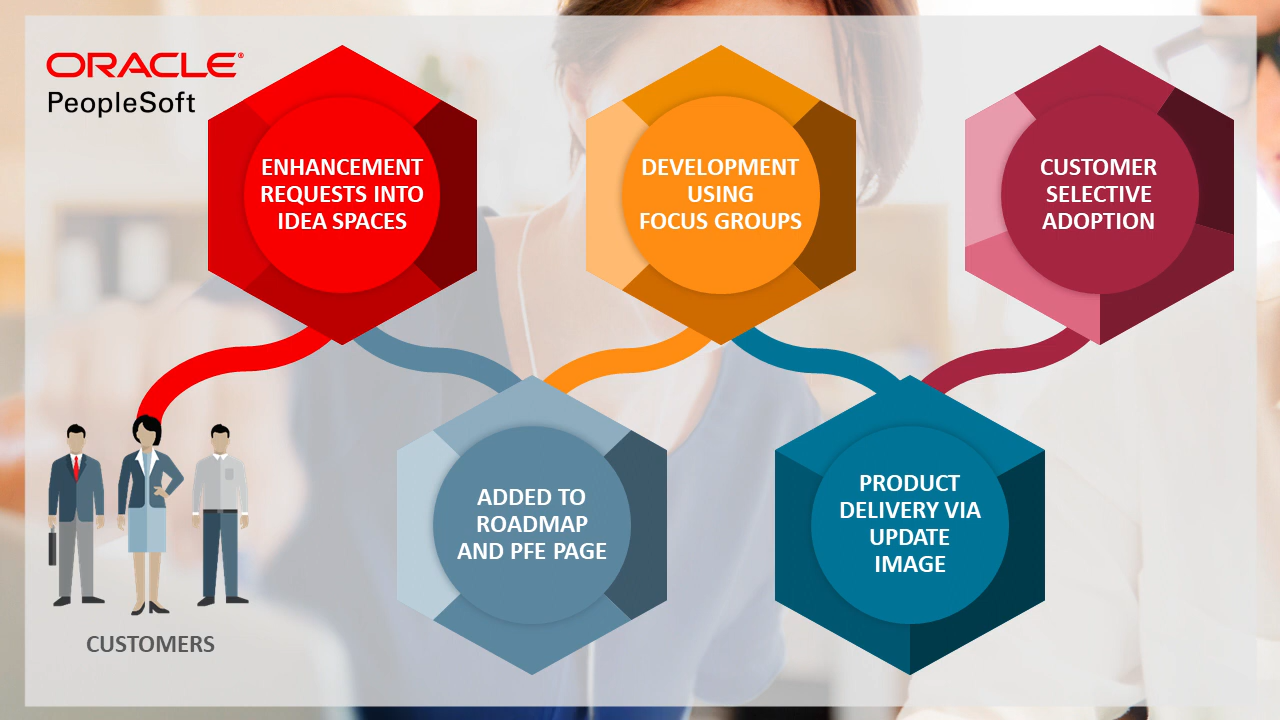 ORACLE®
PeopleSoft
ENHANCEMENT
REQUESTS INTO
IDEA SPACES
ADDED TO
ROADMAP
AND PFE PAGE
DEVELOPMENT
USING
FOCUS GROUPS
PRODUCT
DELIVERY VIA
UPDATE
IMAGE
CUSTOMER
SELECTIVE
ADOPTION
CUSTOMERS